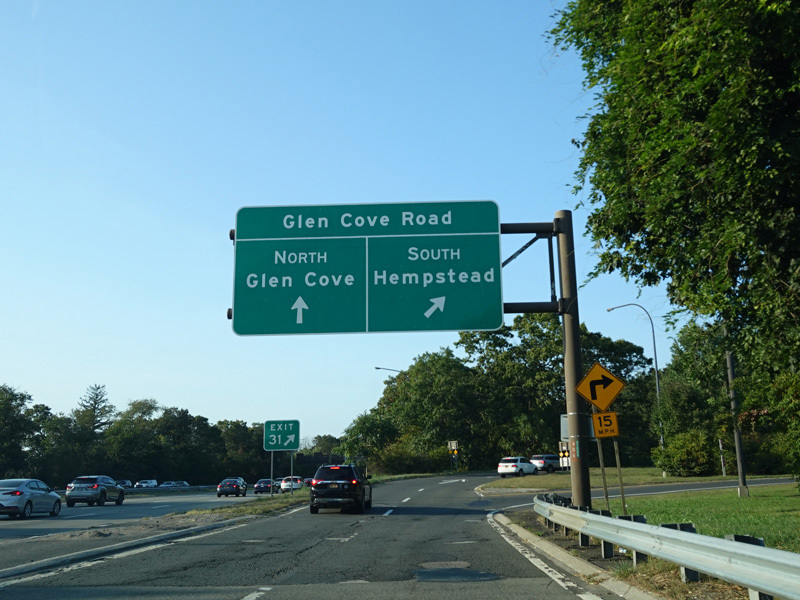 Glen Cove Road
NORTH
Glen Cove
SOUTH
Hempstead
EXIT
31
15
M.P.H.